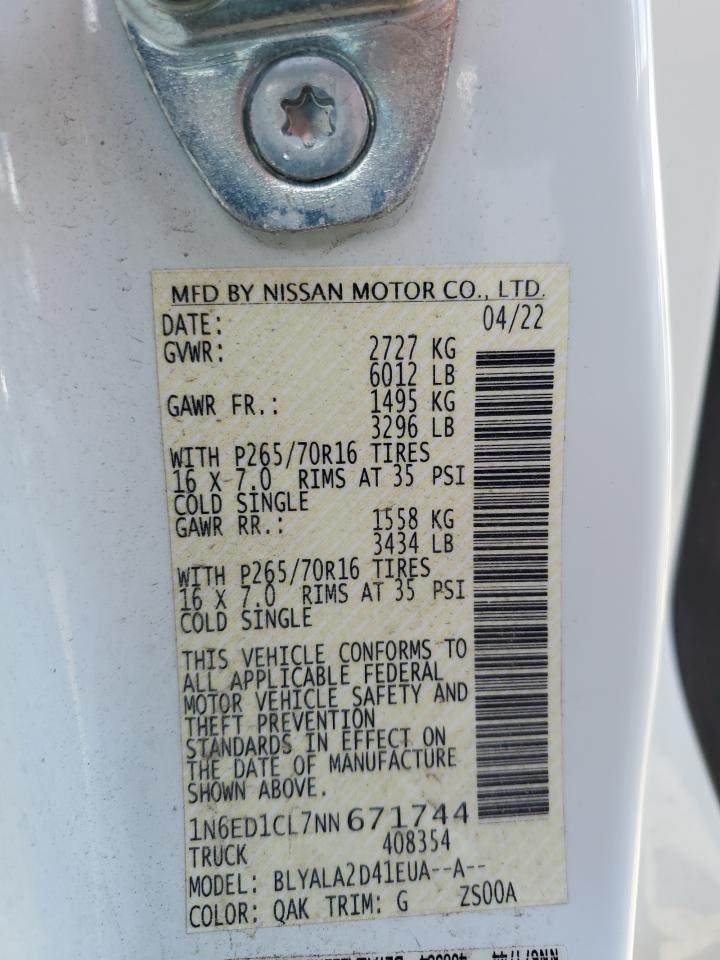 MFD BY NISSAN MOTOR CO., LTD.
DATE: 04/22
GVWR: 2727 KG
6012 LB
GAWR FR.: 1495 KG
3296 LB
WITH P265/70R16 TIRES
16 X 7.0 RIMS AT 35 PSI
COLD SINGLE
GAWR RR.: 1558 KG
3434 LB
WITH P265/70R16 TIRES
16 X 7.0 RIMS AT 35 PSI
COLD SINGLE
THIS VEHICLE CONFORMS TO
ALL APPLICABLE FEDERAL
MOTOR VEHICLE SAFETY AND
THEFT PREVENTION
STANDARDS IN EFFECT ON
THE DATE OF MANUFACTURE
SHOWN ABOVE.
1N6ED1CL7NN671744
TRUCK 408354
MODEL: BLYALA2D41EUA--A--
COLOR: QAK TRIM: G ZS00A